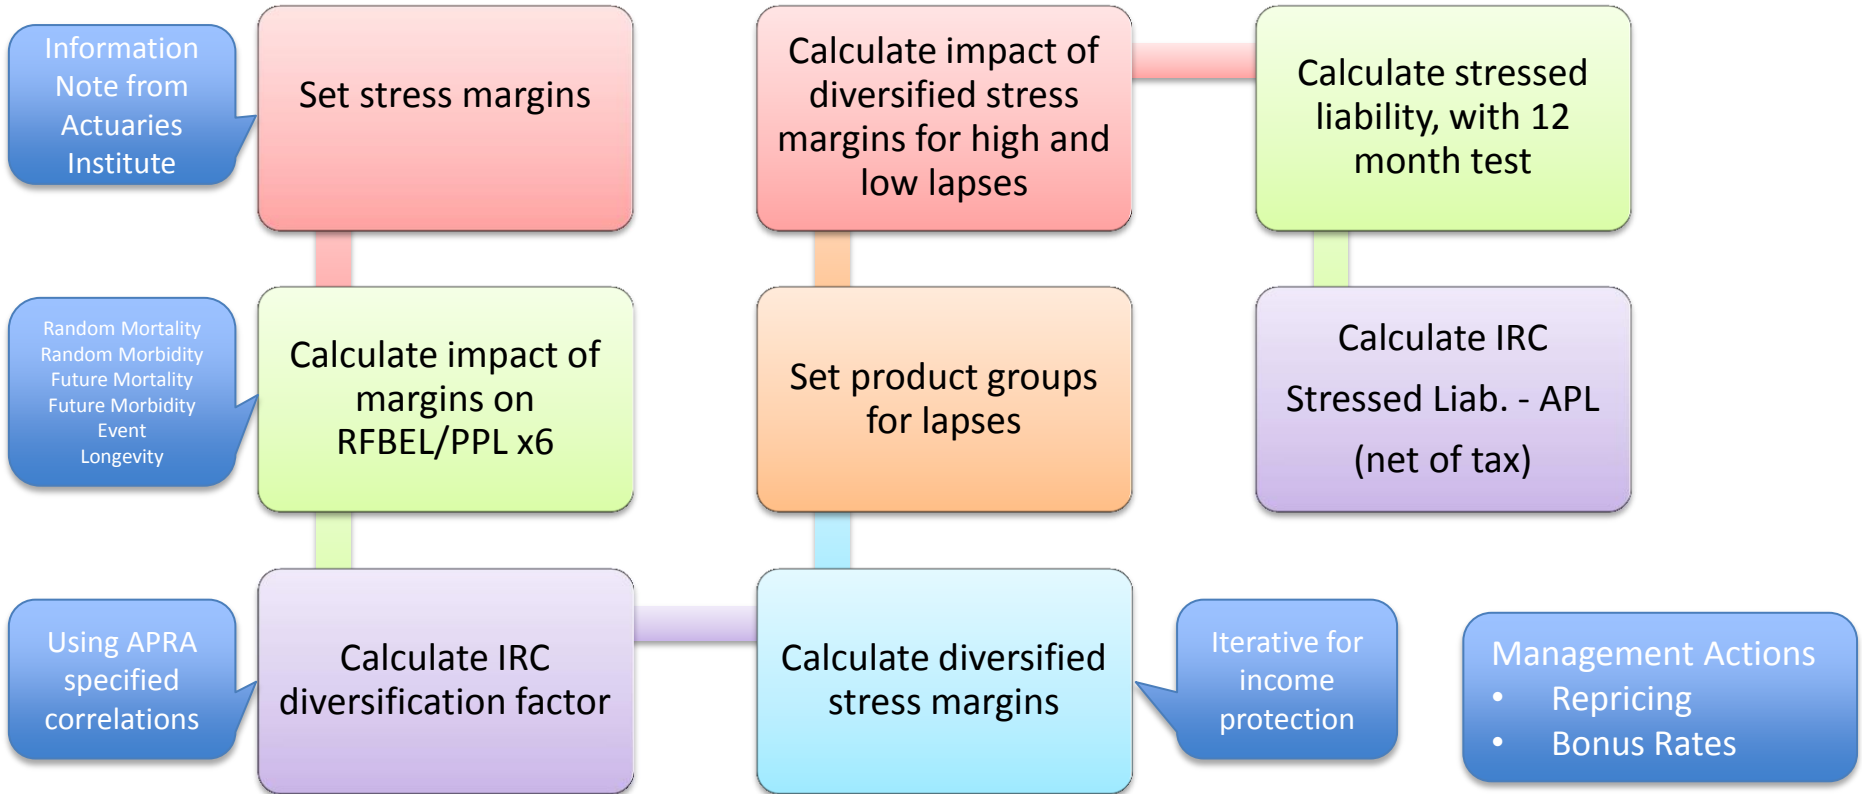 Information
Note from
Actuaries
Institute
Set stress margins
Random Mortality
Random Morbidity
Future Mortality
Future Morbidity
Event
Longevity
Calculate impact of
margins on
RFBEL/PPL x6
Using APRA
specified
correlations
Calculate IRC
diversification factor
Calculate diversified
stress margins
Iterative for
income
protection
Set product groups
for lapses
Calculate impact of
diversified stress
margins for high and
low lapses
Calculate stressed
liability, with 12
month test
Calculate IRC
Stressed Liab. - APL
(net of tax)
Management Actions
• Repricing
• Bonus Rates